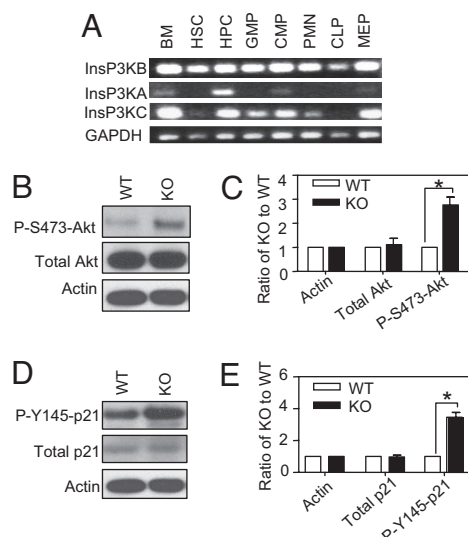 A
BM HSC HPC GMP CMP PMN CLP MEP
InsP3KB
InsP3KA
InsP3KC
GAPDH
B
WT KO
P-S473-Akt
Total Akt
Actin
C
Ratio of KO to WT
4
3
2
1
0
WT
KO
*
Actin Total Akt P-S473-Akt
D
WT KO
P-Y145-p21
Total p21
Actin
E
Ratio of KO to WT
6
4
2
0
WT
KO
*
Actin Total p21 P-Y145-p21